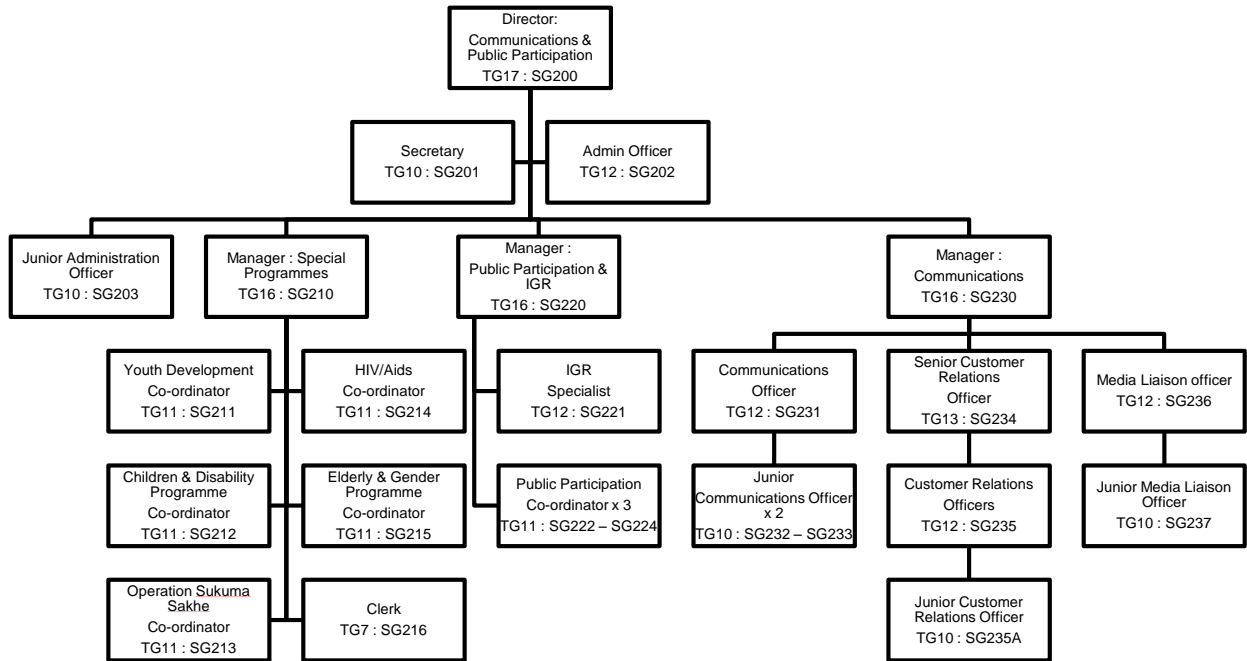 Director:
Communications &
Public Participation
TG17 : SG200
Secretary
TG10 : SG201
Admin Officer
TG12 : SG202
Junior Administration
Officer
TG10 : SG203
Manager : Special
Programmes
TG16 : SG210
Manager :
Public Participation &
IGR
TG16 : SG220
Manager :
Communications
TG16 : SG230
Youth Development
Co-ordinator
TG11 : SG211
HIV/Aids
Co-ordinator
TG11 : SG214
IGR
Specialist
TG12 : SG221
Communications
Officer
TG12 : SG231
Senior Customer
Relations
Officer
TG13 : SG234
Media Liaison officer
TG12 : SG236
Children & Disability
Programme
Co-ordinator
TG11 : SG212
Elderly & Gender
Programme
Co-ordinator
TG11 : SG215
Public Participation
Co-ordinator x 3
TG11 : SG222 – SG224
Junior
Communications Officer
x 2
TG10 : SG232 – SG233
Customer Relations
Officers
TG12 : SG235
Junior Media Liaison
Officer
TG10 : SG237
Operation Sukuma
Sakhe
Co-ordinator
TG11 : SG213
Clerk
TG7 : SG216
Junior Customer
Relations Officer
TG10 : SG235A